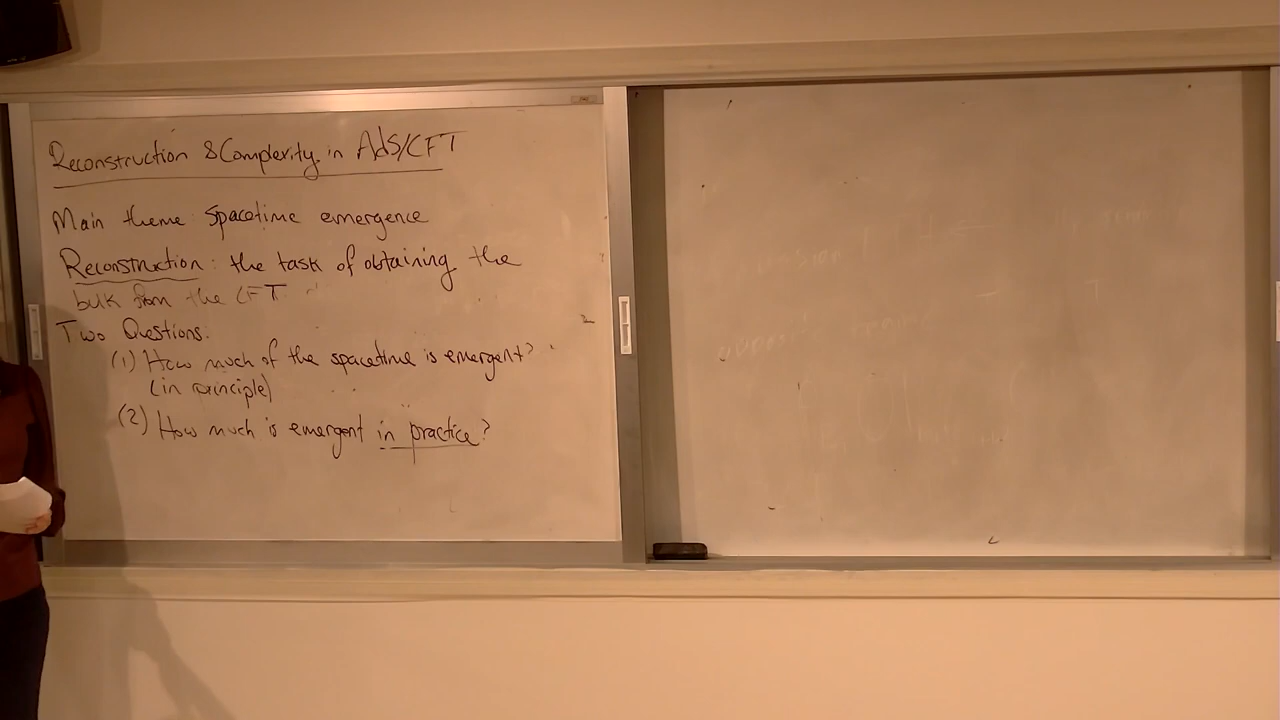 Reconstruction & Complexity in AdS/CFT
Main theme: spacetime emergence
Reconstruction: the task of obtaining the
bulk from the CFT.
Two Questions:
(1) How much of the spacetime is emergent?
(in principle)
(2) How much is emergent in practice?